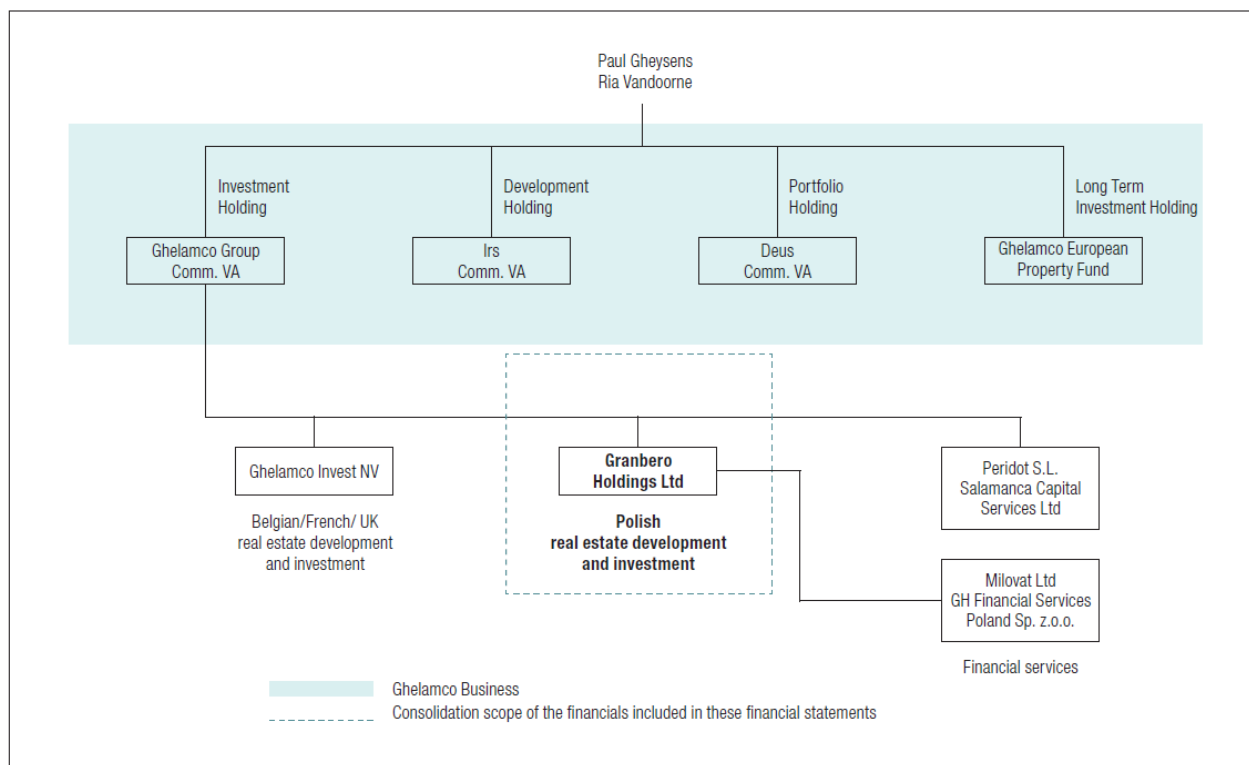 Paul Gheysens
Ria Vandoorne
Investment
Holding
Development
Holding
Portfolio
Holding
Long Term
Investment Holding
Ghelamco Group
Comm. VA
Irs
Comm. VA
Deus
Comm. VA
Ghelamco European
Property Fund
Ghelamco Invest NV
Belgian/French/ UK
real estate development
and investment
Granbero
Holdings Ltd
Polish
real estate development
and investment
Peridot S.L.
Salamanca Capital
Services Ltd
Milovat Ltd
GH Financial Services
Poland Sp. z.o.o.
Financial services
Ghelamco Business
Consolidation scope of the financials included in these financial statements